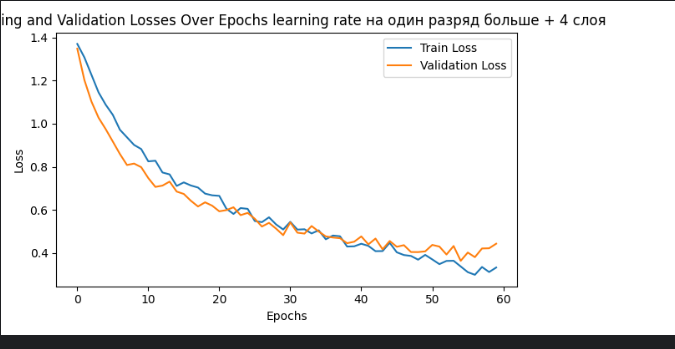 ing and Validation Losses Over Epochs learning rate на один разряд больше + 4 слоя
Train Loss
Validation Loss
1.4
1.2
1.0
0.8
0.6
0.4
Loss
0 10 20 30 40 50 60
Epochs